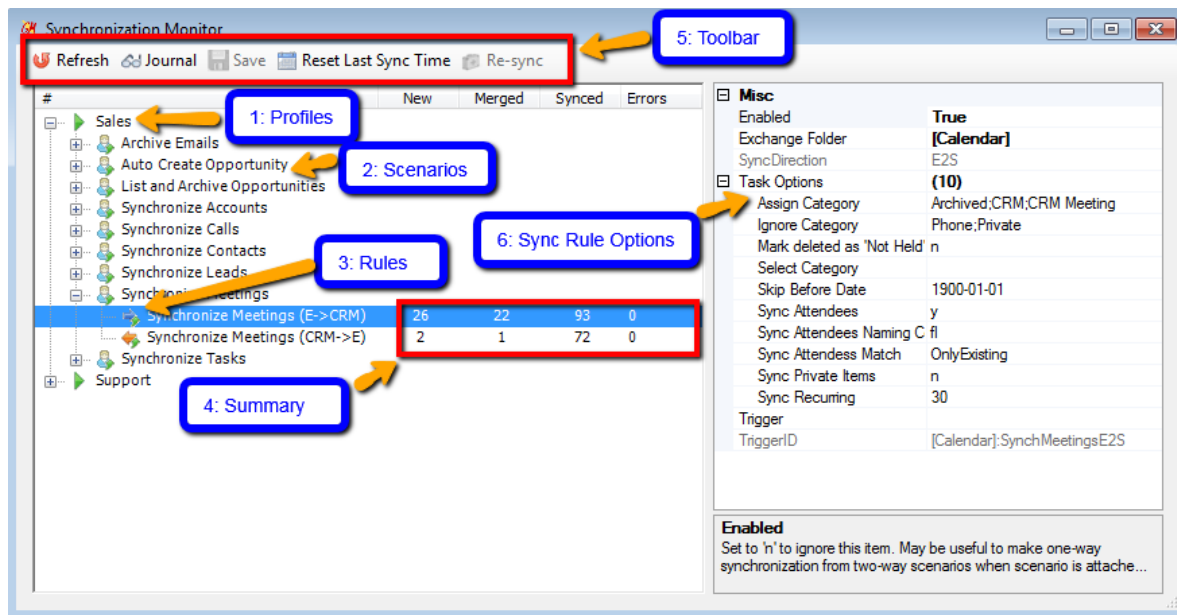 Synchronization Monitor
5: Toolbar
Refresh Journal Save Reset Last Sync Time Re-sync
# New Merged Synced Errors
Sales
1: Profiles
Archive Emails
Auto Create Opportunity
2: Scenarios
List and Archive Opportunities
Synchronize Accounts
Synchronize Calls
Synchronize Contacts
3: Rules
Synchronize Leads
Synchronize Meetings
Synchronize Meetings (E->CRM) 26 22 93 0
Synchronize Meetings (CRM->E) 2 1 72 0
Synchronize Tasks
Support
4: Summary
6: Sync Rule Options
Misc
Enabled True
Exchange Folder [Calendar]
SyncDirection E2S
Task Options (10)
Assign Category Archived;CRM;CRM Meeting
Ignore Category Phone;Private
Mark deleted as 'Not Held' n
Select Category
Skip Before Date 1900-01-01
Sync Attendees y
Sync Attendees Naming C fl
Sync Attendess Match OnlyExisting
Sync Private Items n
Sync Recurring 30
Trigger
TriggerID [Calendar]:SynchMeetingsE2S
Enabled
Set to 'n' to ignore this item. May be useful to make one-way
synchronization from two-way scenarios when scenario is attache...